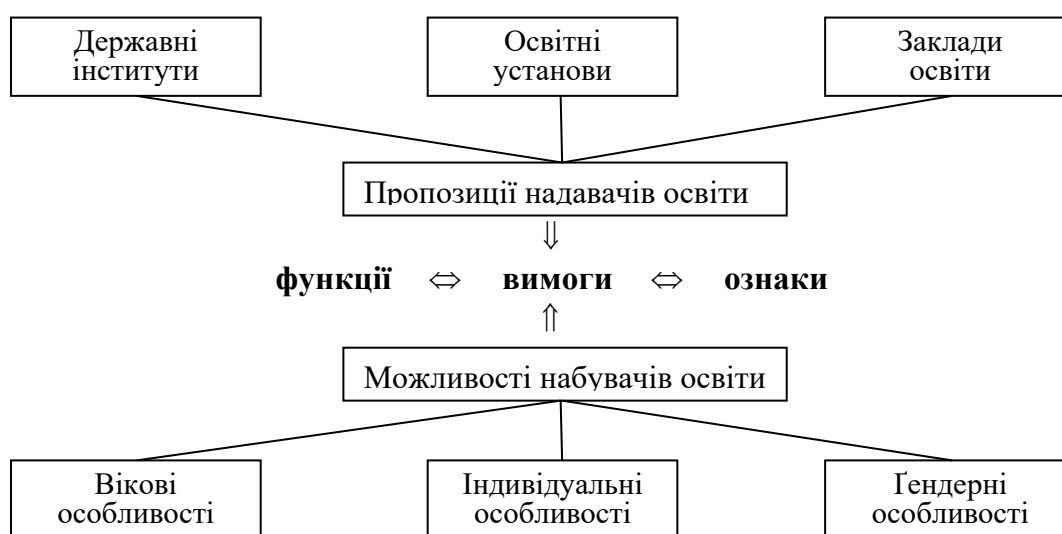 Державні
інститути
Освітні
установи
Заклади
освіти
Пропозиції надавачів освіти
⇓
функції ⇔ вимоги ⇔ ознаки
⇑
Можливості набувачів освіти
Вікові
особливості
Індивідуальні
особливості
Ґендерні
особливості